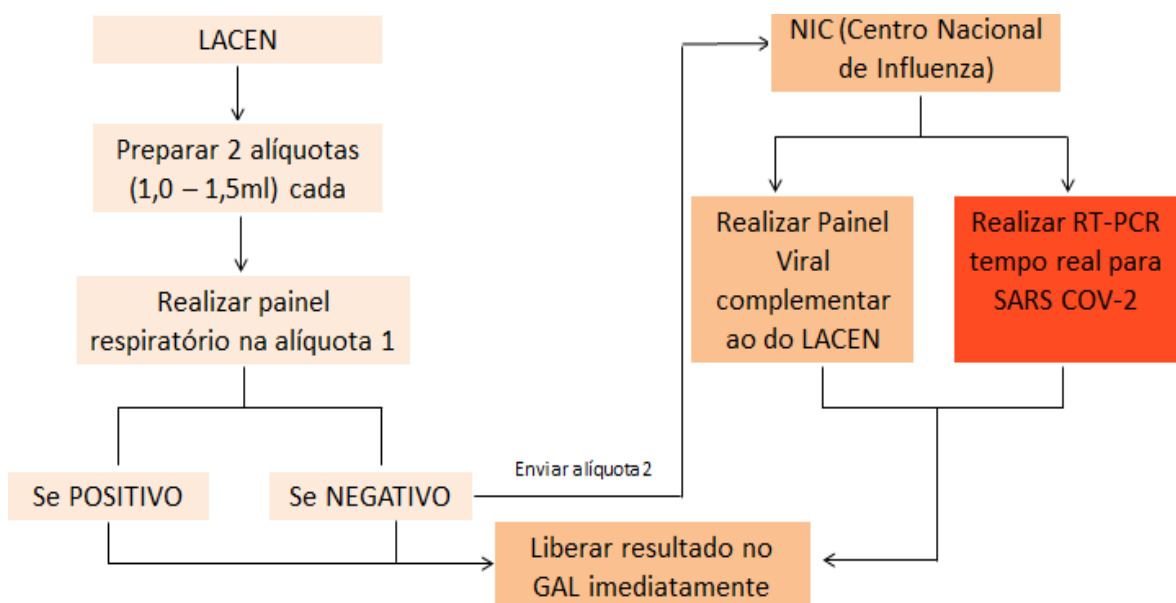 LACEN
Preparar 2 alíquotas
(1,0 – 1,5ml) cada
Realizar painel
respiratório na alíquota 1
Se POSITIVO
Se NEGATIVO
Enviar alíquota 2
NIC (Centro Nacional
de Influenza)
Realizar Painel
Viral
complementar
ao do LACEN
Realizar RT-PCR
tempo real para
SARS COV-2
Liberar resultado no
GAL imediatamente